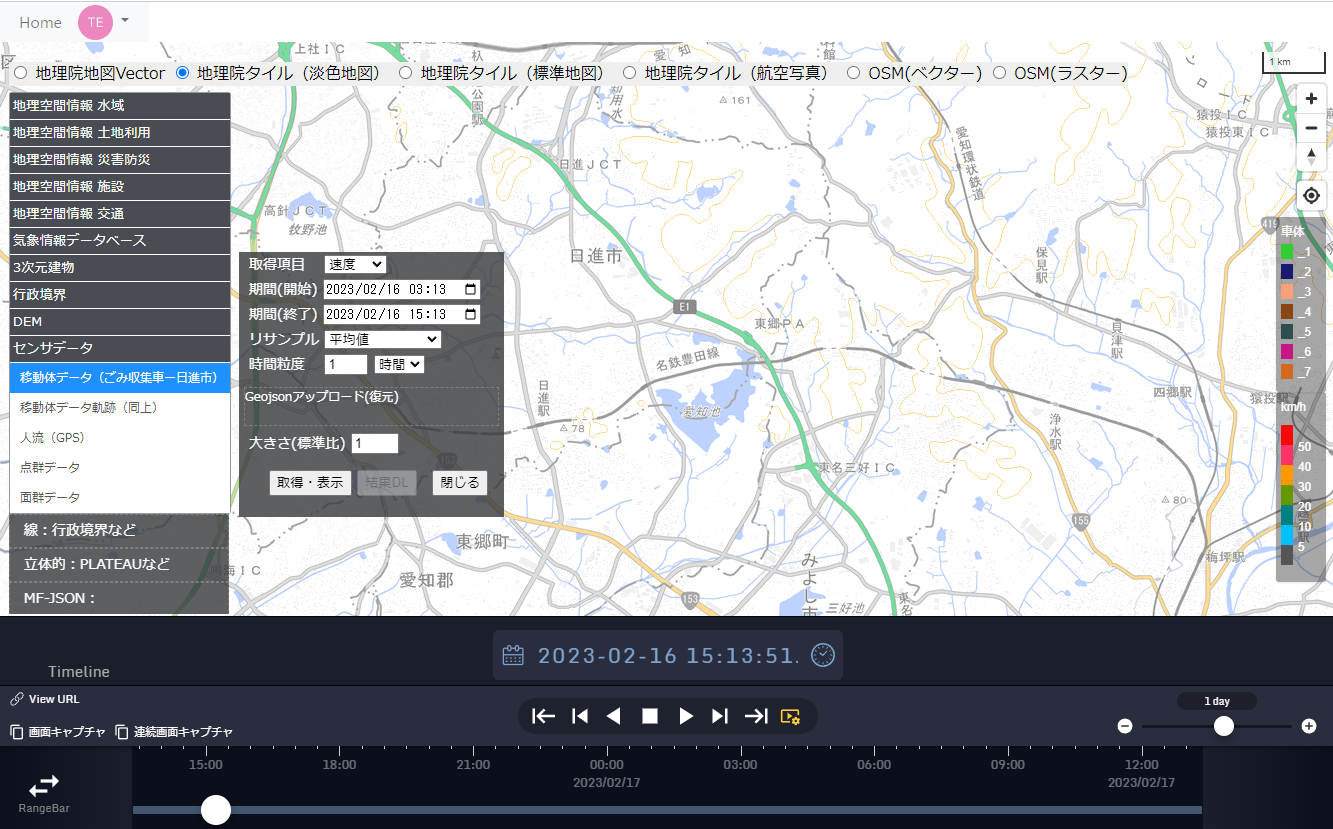 Home TE
上社ＩＣ
愛知
地理院地図Vector 地理院タイル（淡色地図） 地理院タイル（標準地図） 地理院タイル（航空写真） OSM(ベクター) OSM(ラスター)
1 km
公園駅
△161
ロード
猿投ＩＣ
猿投東ＩＣ
愛知環状鉄道
日進ＪＣＴ
高針ＪＣＴ
牧野池
日進市
保見駅
419
地理空間情報 水域
地理空間情報 土地利用
地理空間情報 災害防災
地理空間情報 施設
地理空間情報 交通
気象情報データベース
3次元建物
行政境界
DEM
センサデータ
移動体データ（ごみ収集車ー日進市）
移動体データ軌跡（同上）
人流（GPS）
点群データ
面群データ
線：行政境界など
立体的：PLATEAUなど
MF-JSON：
取得項目 速度
期間(開始) 2023/02/16 03:13
期間(終了) 2023/02/16 15:13
リサンプル 平均値
時間粒度 1 時間
Geojsonアップロード(復元)
大きさ(標準比) 1
取得・表示 結果DL 閉じる
E1
東郷ＰＡ
名鉄豊田線
貝津駅
日進駅
△78
愛知池
四郷駅
浄水駅
153
東名三好ＩＣ
△80
155
東郷町
梅坪駅
愛知郡
みよし市
153
三好池
東名
車体
_1
_2
_3
_4
_5
_6
_7
km/h
50
40
30
20
10
5
Timeline
2023-02-16 15:13:51.
View URL
画面キャプチャ 連続画面キャプチャ
1 day
RangeBar
15:00 18:00 21:00 00:00 03:00 06:00 09:00 12:00
2023/02/17 2023/02/17